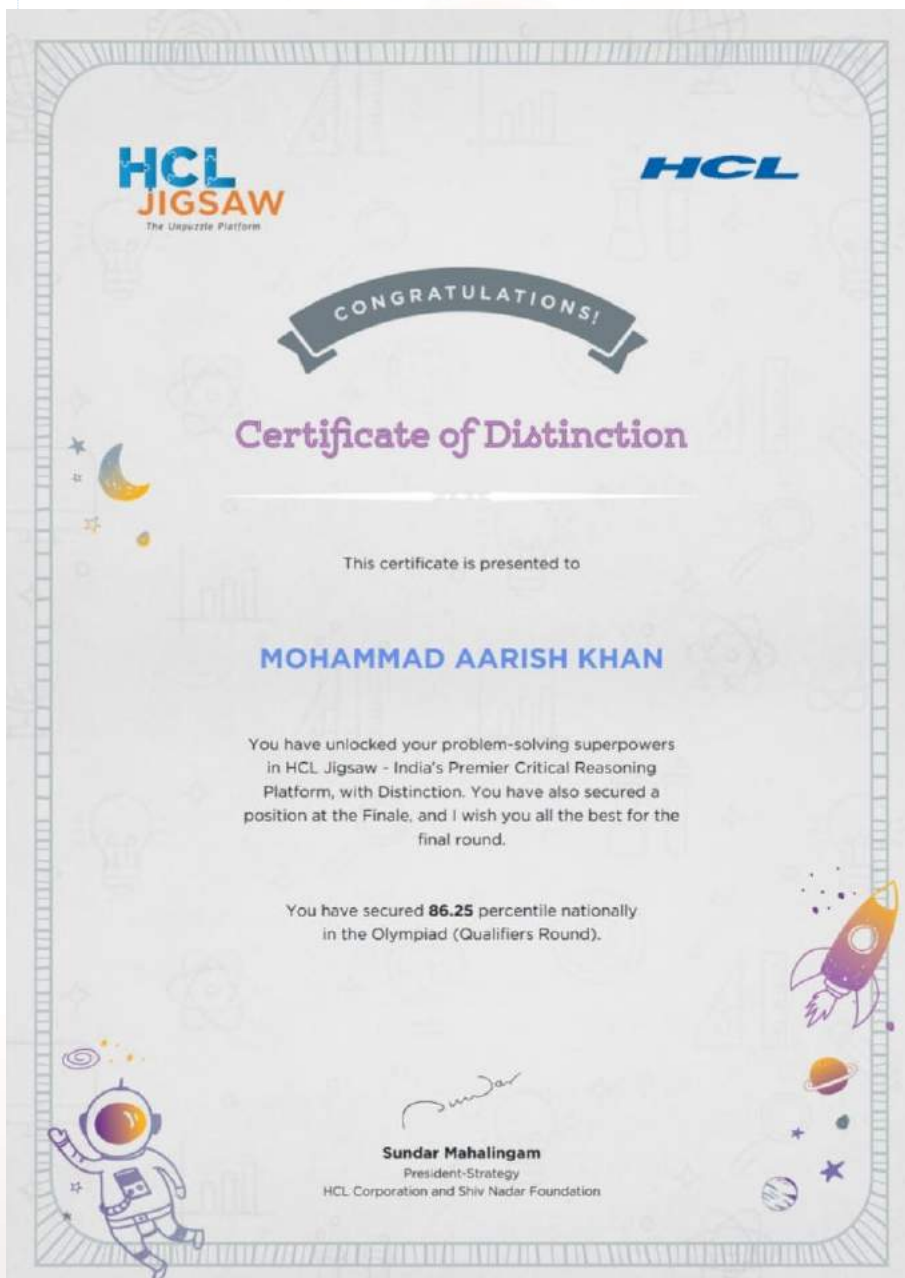 HCL
JIGSAW
The Unpuzzle Platform
HCL
CONGRATULATIONS!
Certificate of Distinction
This certificate is presented to
MOHAMMAD AARISH KHAN
You have unlocked your problem-solving superpowers
in HCL Jigsaw - India's Premier Critical Reasoning
Platform, with Distinction. You have also secured a
position at the Finale, and I wish you all the best for the
final round.
You have secured 86.25 percentile nationally
in the Olympiad (Qualifiers Round).
Sundar
Sundar Mahalingam
President-Strategy
HCL Corporation and Shiv Nadar Foundation